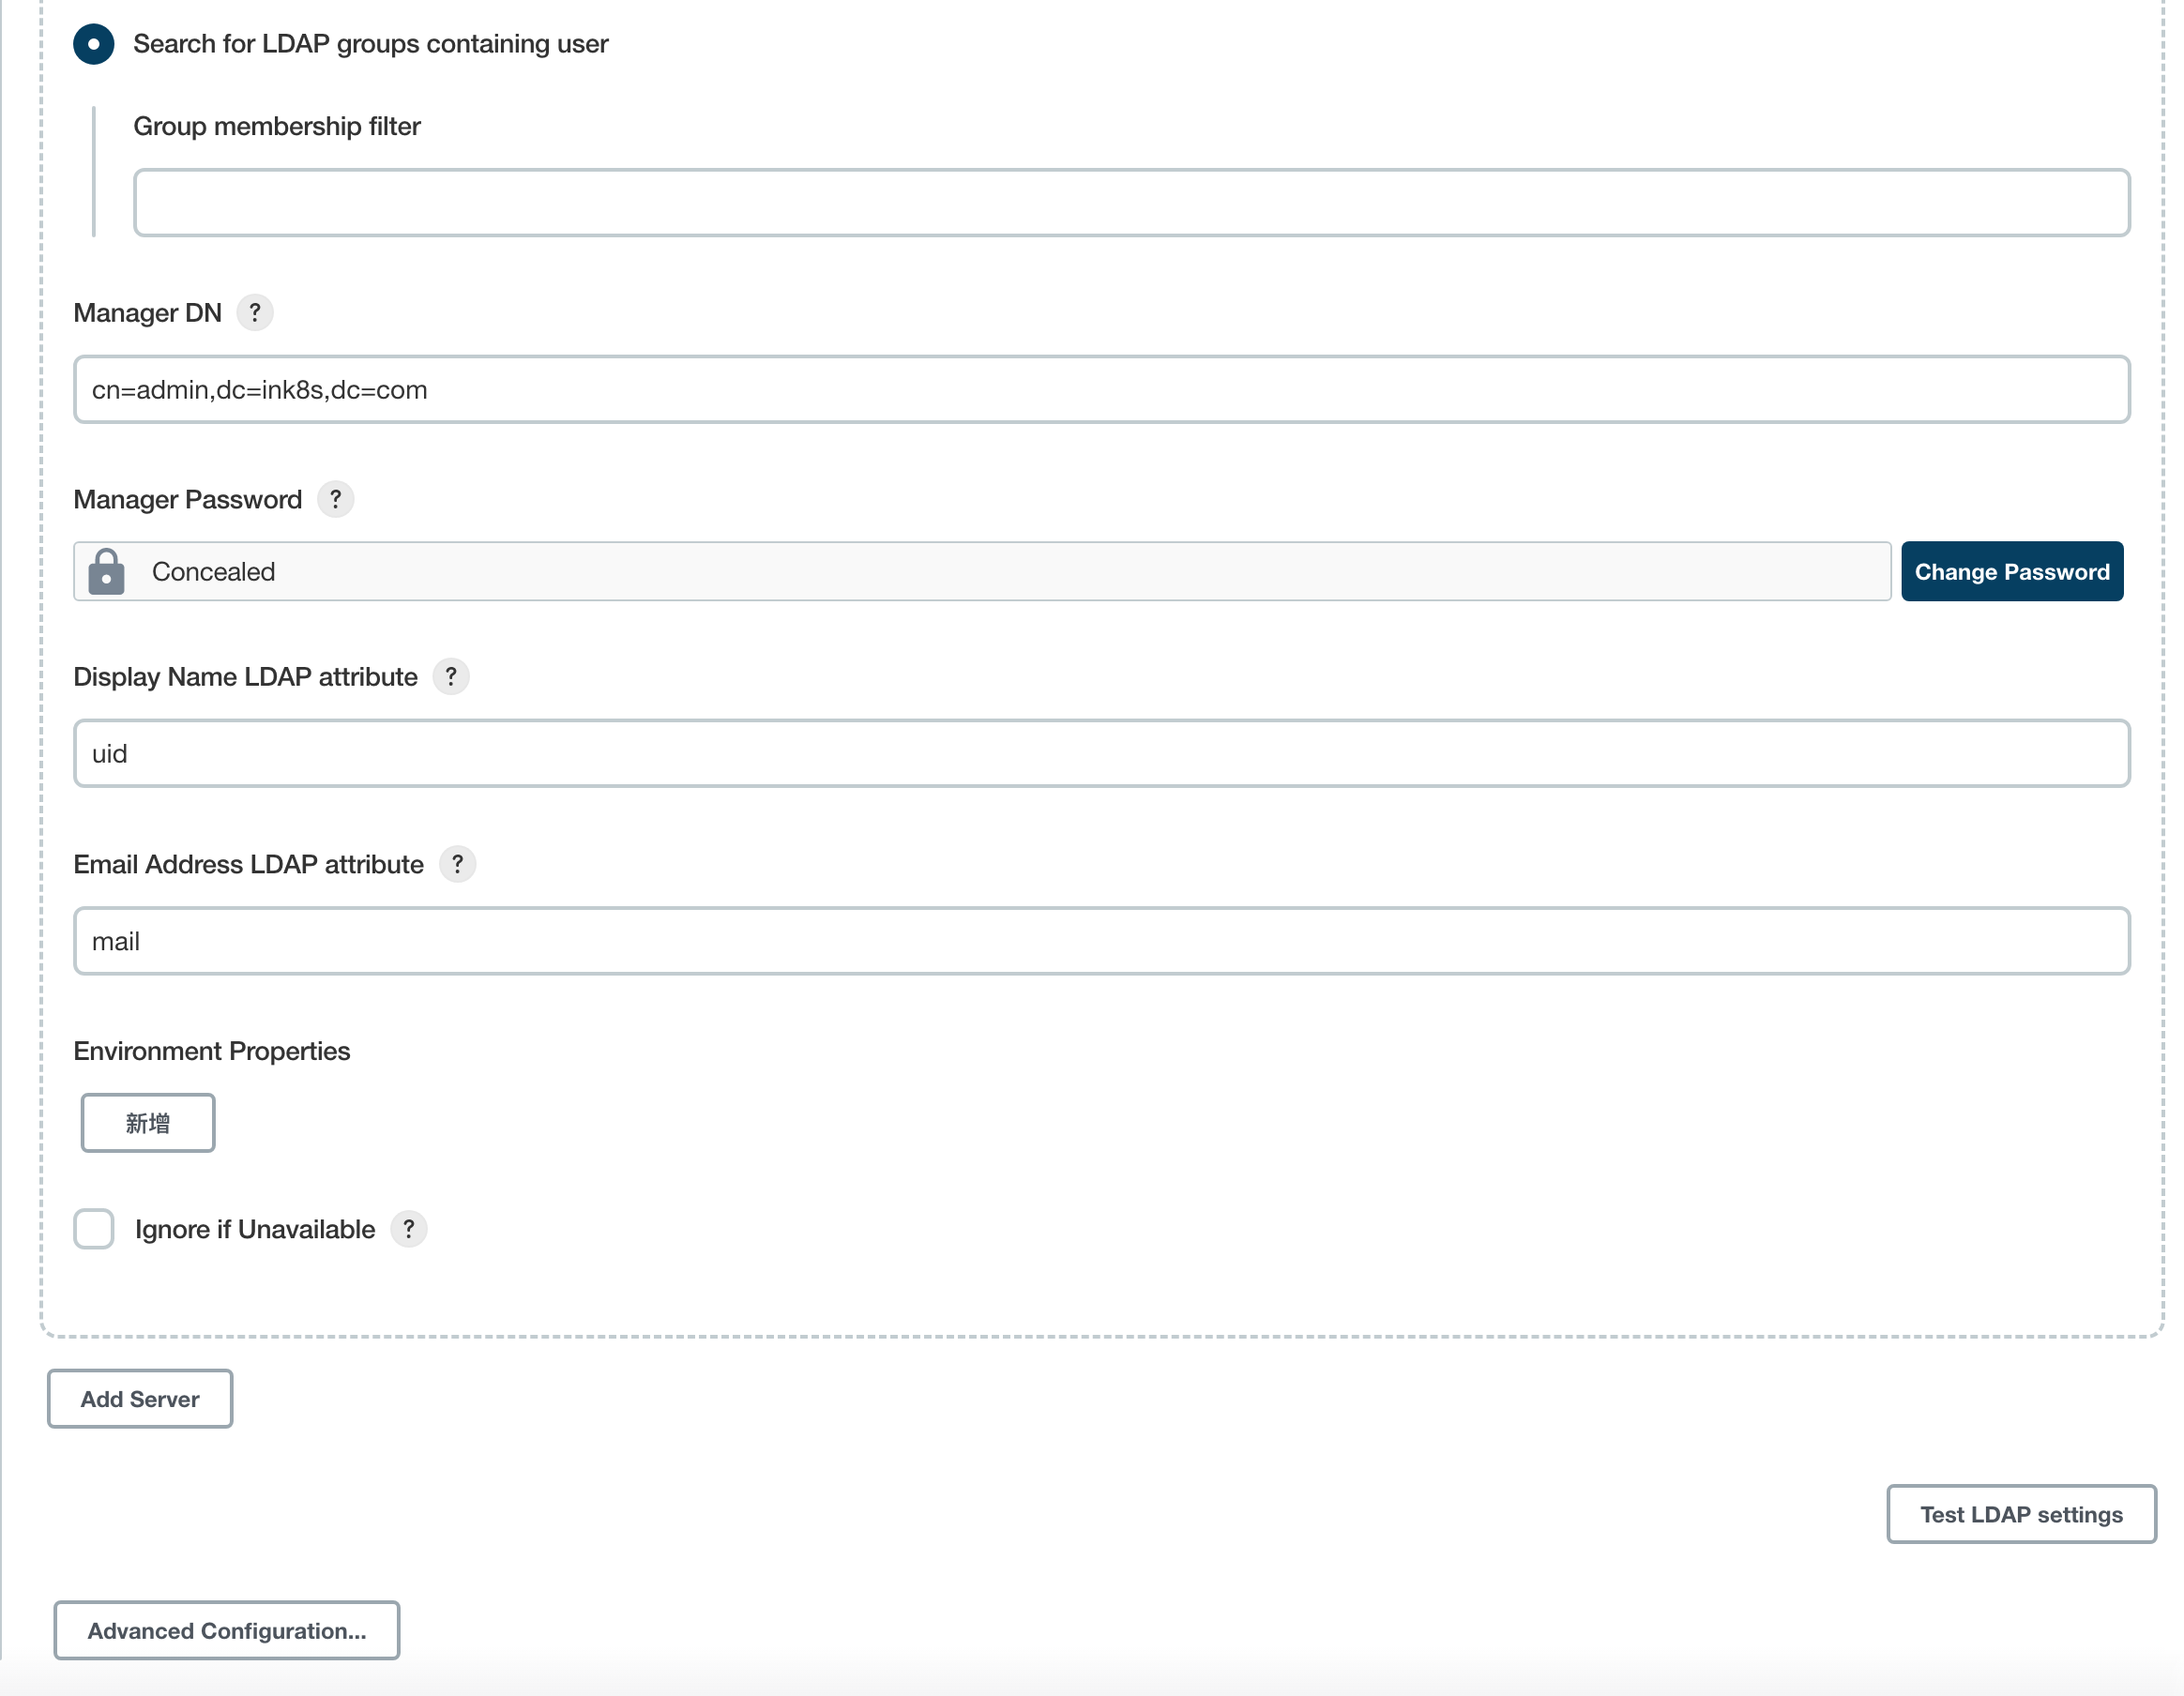 Search for LDAP groups containing user
Group membership filter
Manager DN ?
cn=admin,dc=ink8s,dc=com
Manager Password ?
Concealed
Change Password
Display Name LDAP attribute ?
uid
Email Address LDAP attribute ?
mail
Environment Properties
新增
Ignore if Unavailable ?
Add Server
Test LDAP settings
Advanced Configuration...